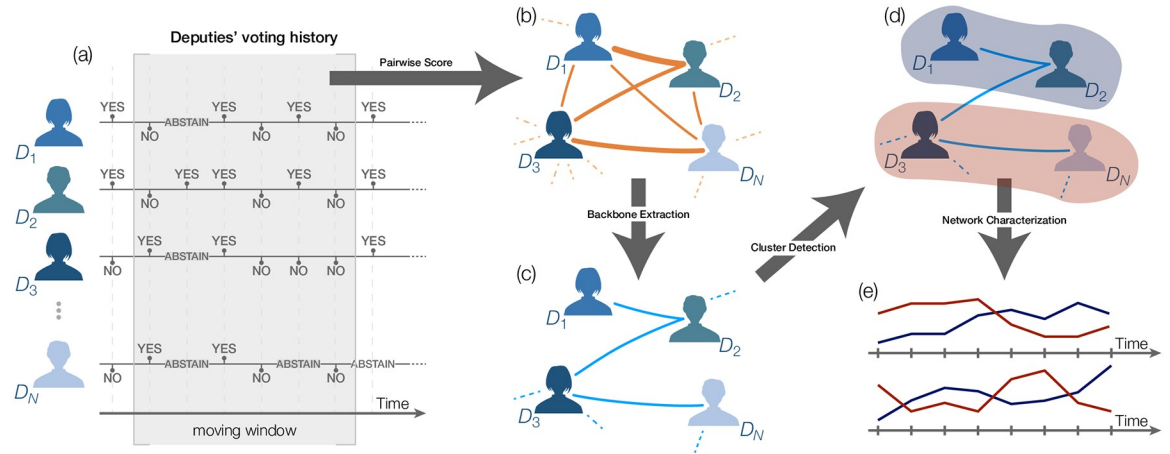 (a)
Deputies' voting history
Pairwise Score
(b)
(d)
D1
YES YES YES YES
ABSTAIN
NO NO NO
D2
YES YES YES YES YES
NO NO NO
D3
YES YES YES
ABSTAIN
NO NO NO NO
DN
YES YES
ABSTAIN ABSTAIN ABSTAIN
NO NO NO
Time
moving window
D1
D2
D3
DN
Backbone Extraction
(c)
D1
D2
D3
DN
Cluster Detection
D1
D2
D3
DN
Network Characterization
(e)
Time
Time